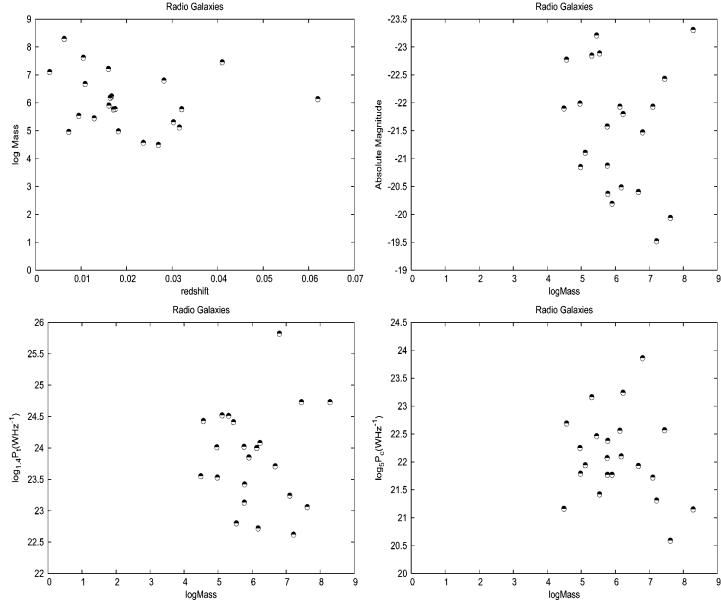 Radio Galaxies
log Mass
9
8
7
6
5
4
3
2
1
0
0 0.01 0.02 0.03 0.04 0.05 0.06 0.07
redshift
Radio Galaxies
Absolute Magnitude
-23.5
-23
-22.5
-22
-21.5
-21
-20.5
-20
-19.5
-19
0 1 2 3 4 5 6 7 8 9
logMass
Radio Galaxies
log1.4Pt(WHz-1)
26
25.5
25
24.5
24
23.5
23
22.5
22
0 1 2 3 4 5 6 7 8 9
logMass
Radio Galaxies
log5Pc(WHz-1)
24.5
24
23.5
23
22.5
22
21.5
21
20.5
20
0 1 2 3 4 5 6 7 8 9
logMass